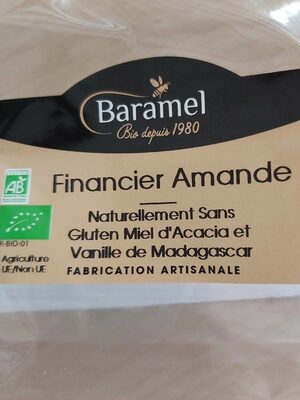 Baramel
Bio depuis 1980
AB
Financier Amande
Naturellement Sans
Gluten Miel d'Acacia et
Vanille de Madagascar
R-BIO-01
Agriculture
UE/Non UE
FABRICATION ARTISANALE